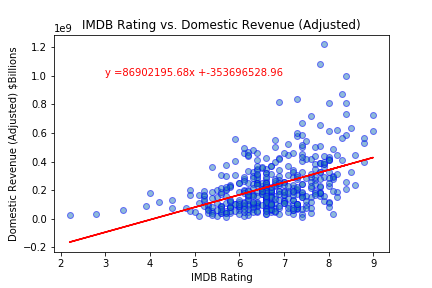 IMDB Rating vs. Domestic Revenue (Adjusted)
1e9
y =86902195.68x +-353696528.96
Domestic Revenue (Adjusted) $Billions
1.2
1.0
0.8
0.6
0.4
0.2
0.0
−0.2
2 3 4 5 6 7 8 9
IMDB Rating